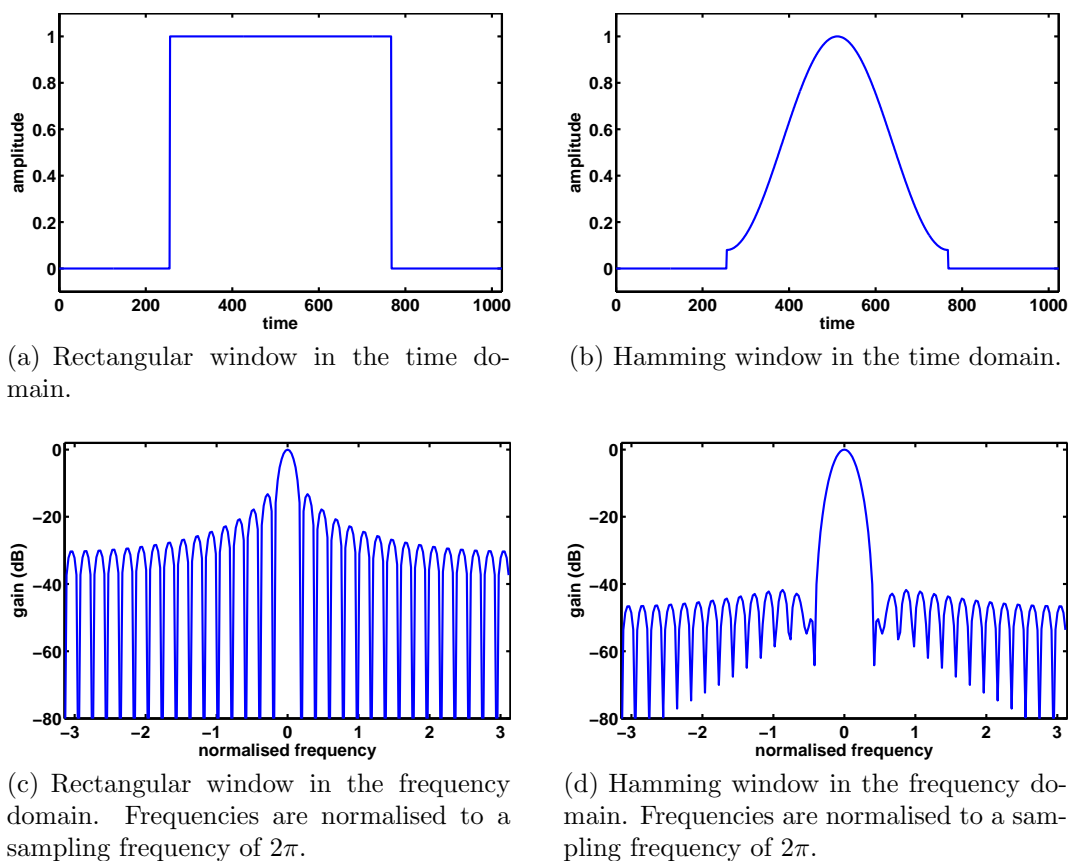 1
0.8
0.6
0.4
0.2
0
amplitude
0 200 400 600 800 1000
time
(a) Rectangular window in the time do-
main.
1
0.8
0.6
0.4
0.2
0
amplitude
0 200 400 600 800 1000
time
(b) Hamming window in the time domain.
0
−20
−40
−60
−80
gain (dB)
−3 −2 −1 0 1 2 3
normalised frequency
(c) Rectangular window in the frequency
domain. Frequencies are normalised to a
sampling frequency of 2π.
0
−20
−40
−60
−80
gain (dB)
−3 −2 −1 0 1 2 3
normalised frequency
(d) Hamming window in the frequency do-
main. Frequencies are normalised to a sam-
pling frequency of 2π.